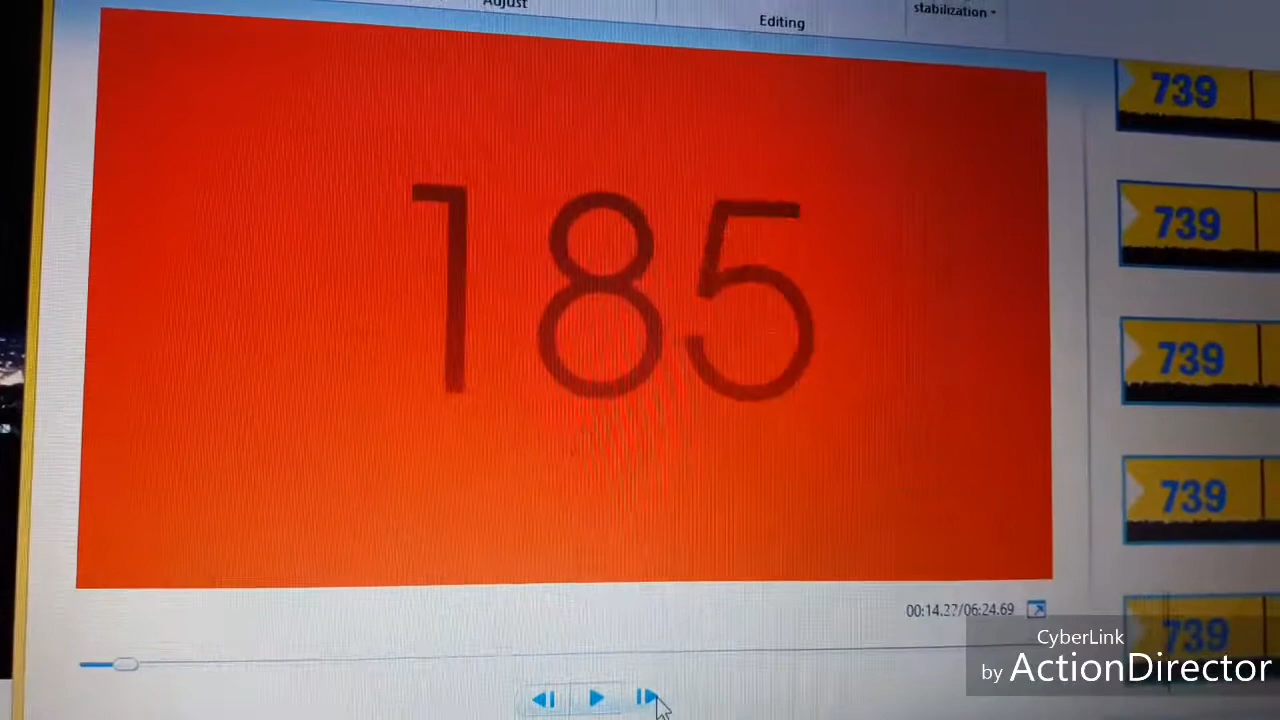 Adjust
Editing
stabilization
185
739
739
739
739
739
00:14.27/06:24.69
CyberLink
by ActionDirector